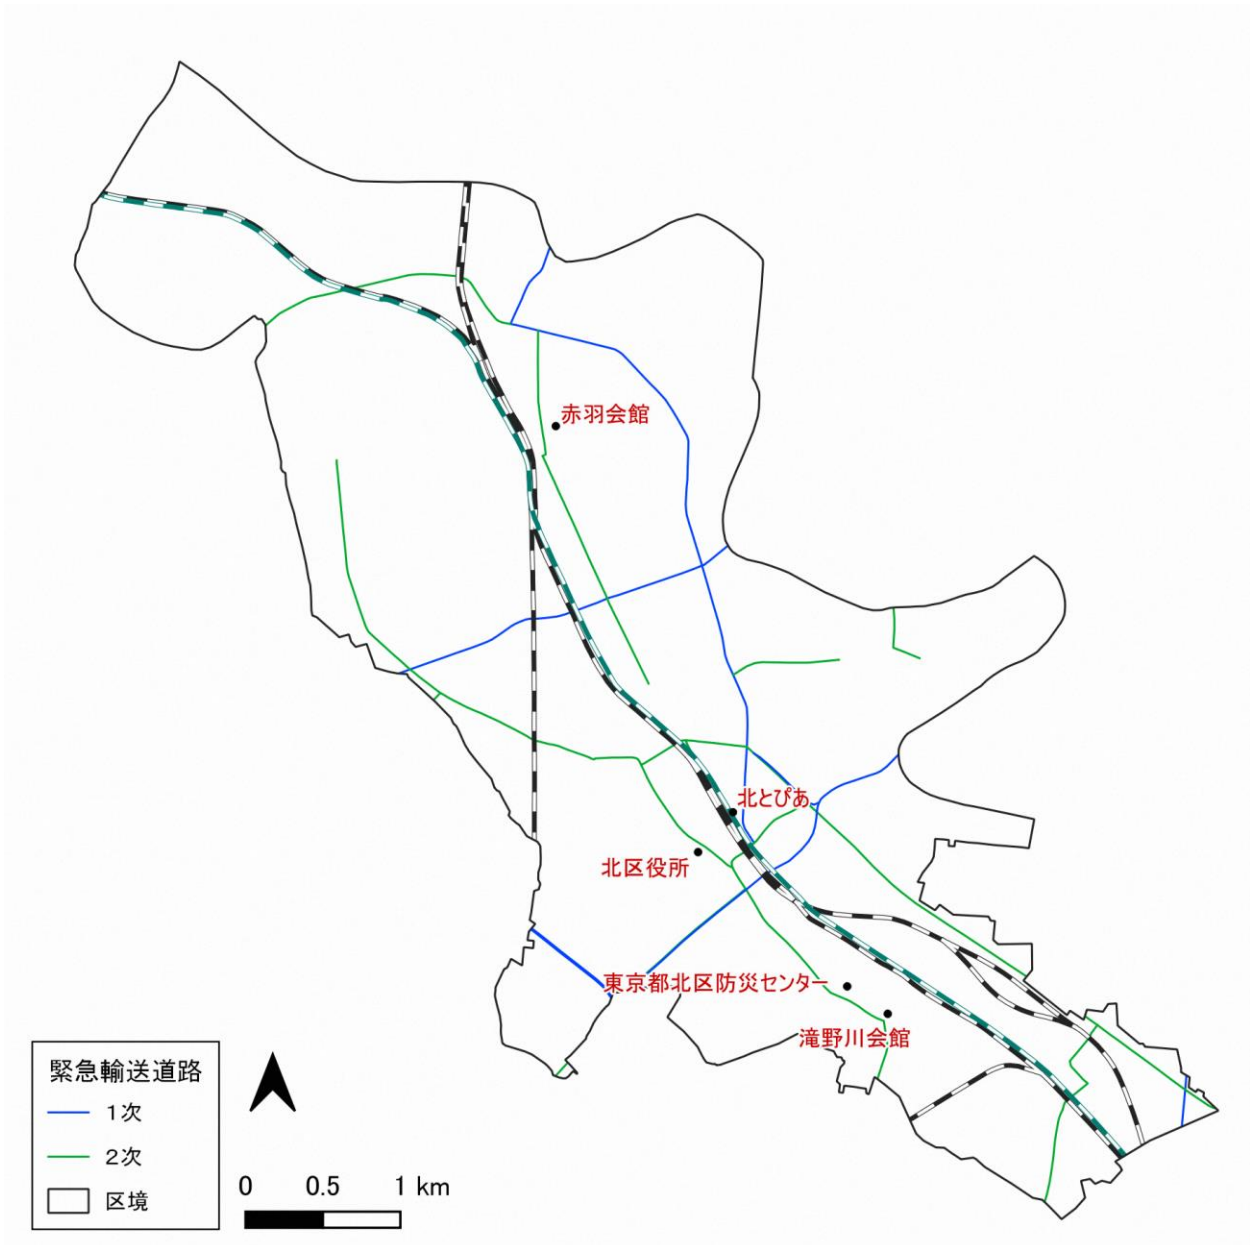 赤羽会館
北とぴあ
北区役所
東京都北区防災センター
滝野川会館
緊急輸送道路
1次
2次
区境
0 0.5 1 km